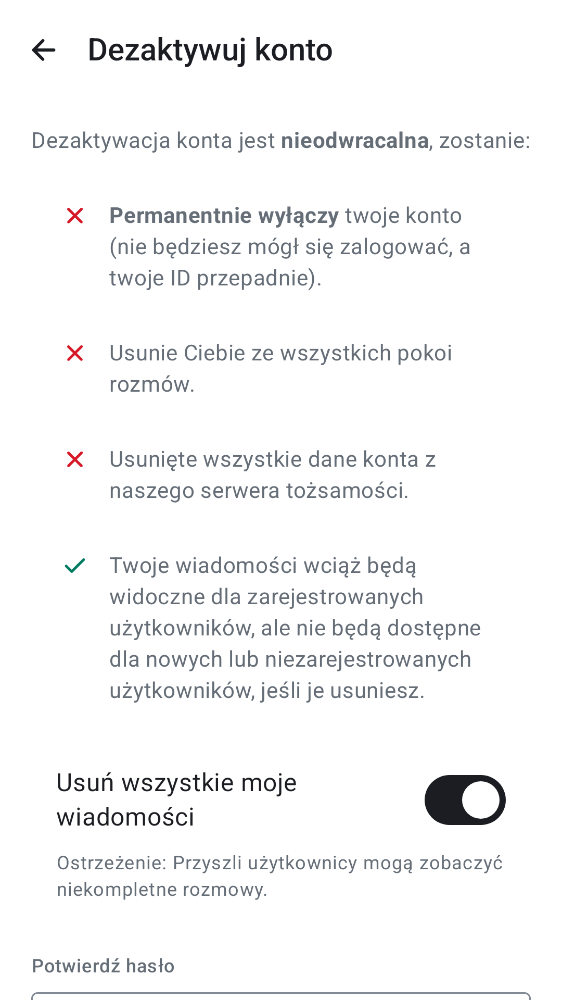 Dezaktywuj konto
Dezaktywacja konta jest nieodwracalna, zostanie:
Permanentnie wyłączy twoje konto
(nie będziesz mógł się zalogować, a
twoje ID przepadnie).
Usunie Ciebie ze wszystkich pokoi
rozmów.
Usunięte wszystkie dane konta z
naszego serwera tożsamości.
Twoje wiadomości wciąż będą
widoczne dla zarejestrowanych
użytkowników, ale nie będą dostępne
dla nowych lub niezarejestrowanych
użytkowników, jeśli je usuniesz.
Usuń wszystkie moje
wiadomości
Ostrzeżenie: Przyszli użytkownicy mogą zobaczyć
niekompletne rozmowy.
Potwierdź hasło